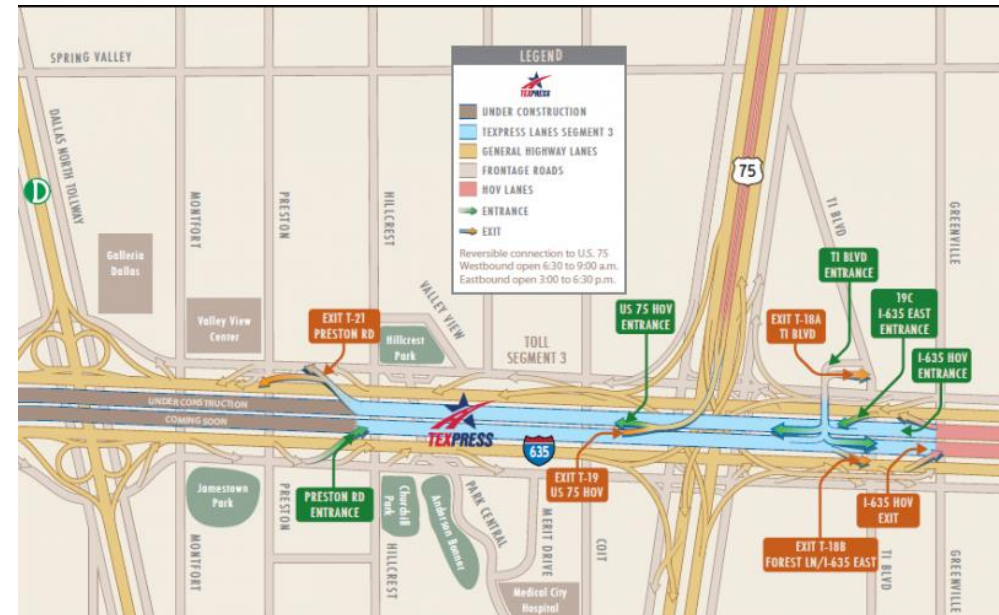 SPRING VALLEY
DALLAS NORTH TOLLWAY
D
MONTFORT
PRESTON
HILLCREST
LEGEND
TEXPRESS
UNDER CONSTRUCTION
TEXPRESS LANES SEGMENT 3
GENERAL HIGHWAY LANES
FRONTAGE ROADS
HOV LANES
ENTRANCE
EXIT
Reversible connection to U.S. 75
Westbound open 6:30 to 9:00 a.m.
Eastbound open 3:00 to 6:30 p.m.
75
TI BLVD
GREENVILLE
Galleria
Dallas
Valley View
Center
EXIT T-21
PRESTON RD
Hillcrest
Park
VALLEY VIEW
TOLL
SEGMENT 3
US 75 HOV
ENTRANCE
EXIT T-18A
TI BLVD
TI BLVD
ENTRANCE
19C
I-635 EAST
ENTRANCE
I-635 HOV
ENTRANCE
UNDER CONSTRUCTION
COMING SOON
TEXPRESS
635
Jamestown
Park
PRESTON RD
ENTRANCE
EXIT T-19
US 75 HOV
I-635 HOV
EXIT
EXIT T-18B
FOREST LN/I-635 EAST
MONTFORT
PRESTON
HILLCREST
Churchill
Park
Anderson Bonner
PARK CENTRAL
MERIT DRIVE
COIT
TI BLVD
GREENVILLE
Medical City
Hospital